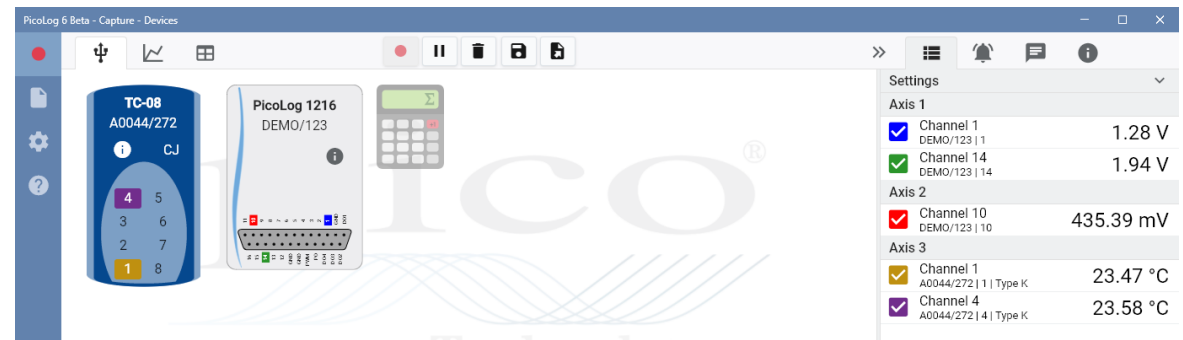 PicoLog 6 Beta - Capture - Devices
TC-08
A0044/272
CJ
4 5
3 6
2 7
1 8
PicoLog 1216
DEMO/123
Σ
pico
®
Settings
Axis 1
Channel 1
DEMO/123 | 1
1.28 V
Channel 14
DEMO/123 | 14
1.94 V
Axis 2
Channel 10
DEMO/123 | 10
435.39 mV
Axis 3
Channel 1
A0044/272 | 1 | Type K
23.47 °C
Channel 4
A0044/272 | 4 | Type K
23.58 °C